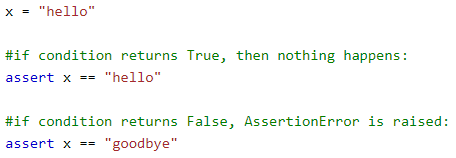 x = "hello"
#if condition returns True, then nothing happens:
assert x == "hello"
#if condition returns False, AssertionError is raised:
assert x == "goodbye"